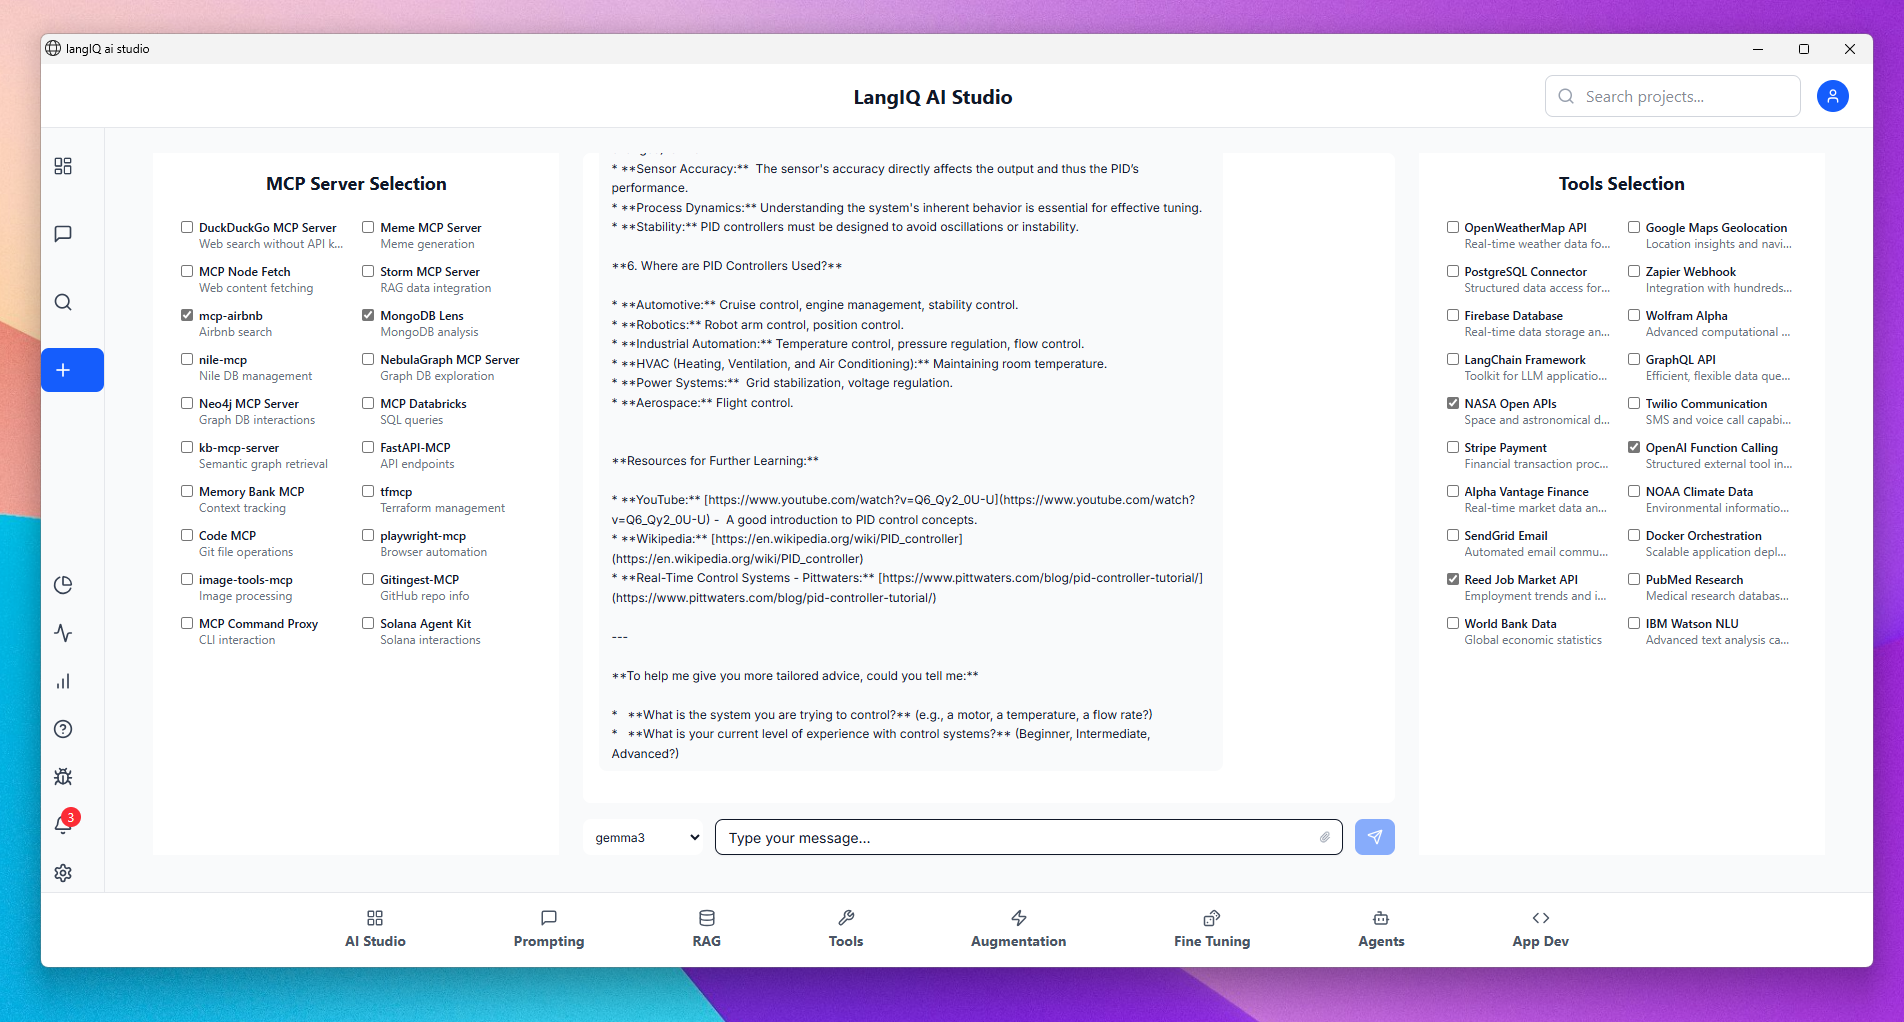 langIQ ai studio
LangIQ AI Studio
Search projects...
MCP Server Selection
DuckDuckGo MCP Server
Web search without API k...
Meme MCP Server
Meme generation
MCP Node Fetch
Web content fetching
Storm MCP Server
RAG data integration
mcp-airbnb
Airbnb search
MongoDB Lens
MongoDB analysis
nile-mcp
Nile DB management
NebulaGraph MCP Server
Graph DB exploration
Neo4j MCP Server
Graph DB interactions
MCP Databricks
SQL queries
kb-mcp-server
Semantic graph retrieval
FastAPI-MCP
API endpoints
Memory Bank MCP
Context tracking
tfmcp
Terraform management
Code MCP
Git file operations
playwright-mcp
Browser automation
image-tools-mcp
Image processing
Gitingest-MCP
GitHub repo info
MCP Command Proxy
CLI interaction
Solana Agent Kit
Solana interactions
* **Sensor Accuracy:**  The sensor's accuracy directly affects the output and thus the PID’s
performance.
* **Process Dynamics:** Understanding the system's inherent behavior is essential for effective tuning.
* **Stability:** PID controllers must be designed to avoid oscillations or instability.
**6. Where are PID Controllers Used?**
* **Automotive:** Cruise control, engine management, stability control.
* **Robotics:** Robot arm control, position control.
* **Industrial Automation:** Temperature control, pressure regulation, flow control.
* **HVAC (Heating, Ventilation, and Air Conditioning):** Maintaining room temperature.
* **Power Systems:**  Grid stabilization, voltage regulation.
* **Aerospace:** Flight control.
**Resources for Further Learning:**
* **YouTube:** [https://www.youtube.com/watch?v=Q6_Qy2_0U-U](https://www.youtube.com/watch?
v=Q6_Qy2_0U-U) -  A good introduction to PID control concepts.
* **Wikipedia:** [https://en.wikipedia.org/wiki/PID_controller]
(https://en.wikipedia.org/wiki/PID_controller)
* **Real-Time Control Systems - Pittwaters:** [https://www.pittwaters.com/blog/pid-controller-tutorial/]
(https://www.pittwaters.com/blog/pid-controller-tutorial/)
---
**To help me give you more tailored advice, could you tell me:**
*   **What is the system you are trying to control?** (e.g., a motor, a temperature, a flow rate?)
*   **What is your current level of experience with control systems?** (Beginner, Intermediate,
Advanced?)
gemma3
Type your message...
Tools Selection
OpenWeatherMap API
Real-time weather data fo...
Google Maps Geolocation
Location insights and navi...
PostgreSQL Connector
Structured data access for...
Zapier Webhook
Integration with hundreds...
Firebase Database
Real-time data storage an...
Wolfram Alpha
Advanced computational ...
LangChain Framework
Toolkit for LLM applicatio...
GraphQL API
Efficient, flexible data que...
NASA Open APIs
Space and astronomical d...
Twilio Communication
SMS and voice call capabi...
Stripe Payment
Financial transaction proc...
OpenAI Function Calling
Structured external tool in...
Alpha Vantage Finance
Real-time market data an...
NOAA Climate Data
Environmental informatio...
SendGrid Email
Automated email commu...
Docker Orchestration
Scalable application depl...
Reed Job Market API
Employment trends and i...
PubMed Research
Medical research databas...
World Bank Data
Global economic statistics
IBM Watson NLU
Advanced text analysis ca...
3
AI Studio
Prompting
RAG
Tools
Augmentation
Fine Tuning
Agents
App Dev